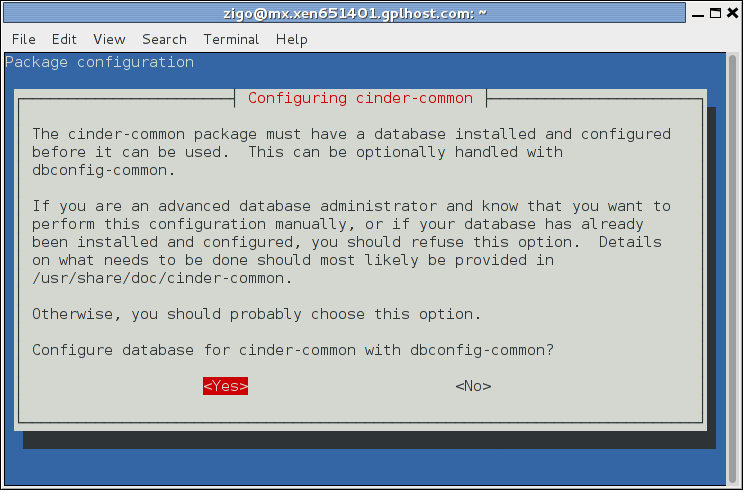 zigo@mx.xen651401.gplhost.com: ~
File Edit View Search Terminal Help
Package configuration
Configuring cinder-common
The cinder-common package must have a database installed and configured
before it can be used.  This can be optionally handled with
dbconfig-common.
If you are an advanced database administrator and know that you want to
perform this configuration manually, or if your database has already
been installed and configured, you should refuse this option.  Details
on what needs to be done should most likely be provided in
/usr/share/doc/cinder-common.
Otherwise, you should probably choose this option.
Configure database for cinder-common with dbconfig-common?
<Yes> <No>